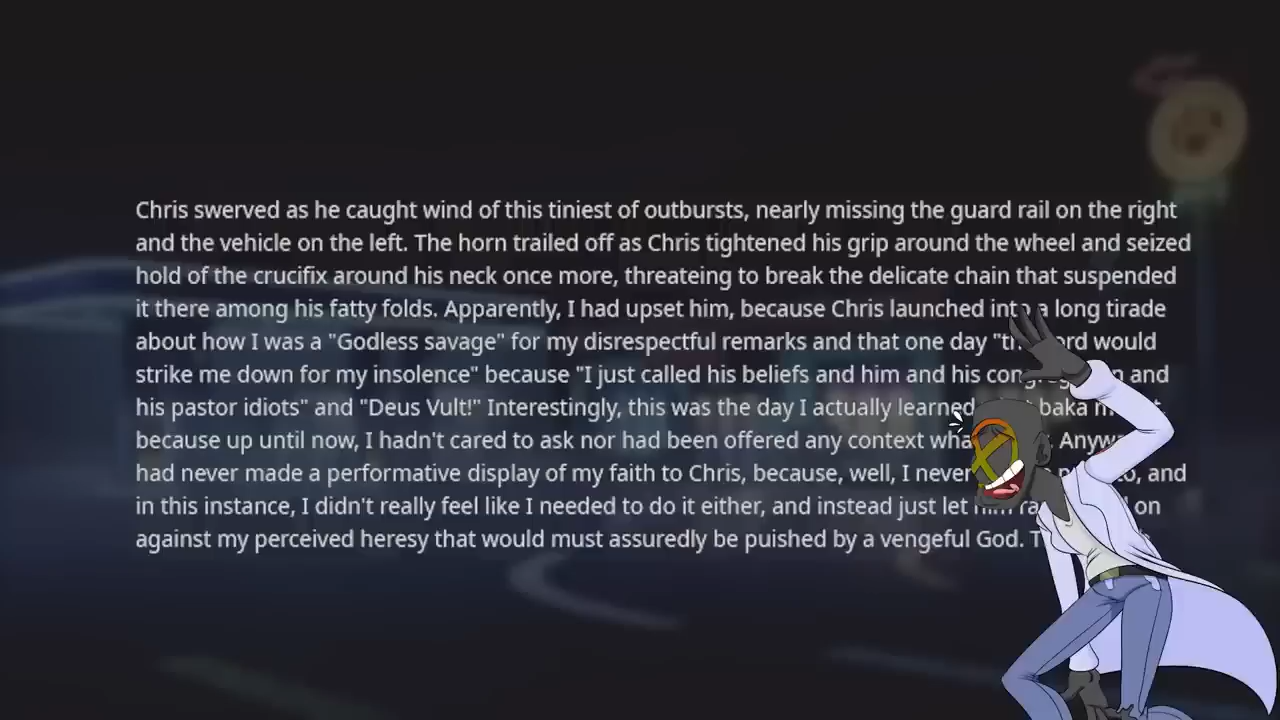 Chris swerved as he caught wind of this tiniest of outbursts, nearly missing the guard rail on the right
and the vehicle on the left. The horn trailed off as Chris tightened his grip around the wheel and seized
hold of the crucifix around his neck once more, threateing to break the delicate chain that suspended
it there among his fatty folds. Apparently, I had upset him, because Chris launched into a long tirade
about how I was a "Godless savage" for my disrespectful remarks and that one day "the would
strike me down for my insolence" because "I just called his beliefs and him and his and
his pastor idiots" and "Deus Vult!" Interestingly, this was the day I actually learned baka
because up until now, I hadn't cared to ask nor had been offered any context
had never made a performative display of my faith to Chris, because, well, I never and
in this instance, I didn't really feel like I needed to do it either, and instead just let on
against my perceived heresy that would must assuredly be puished by a vengeful God.